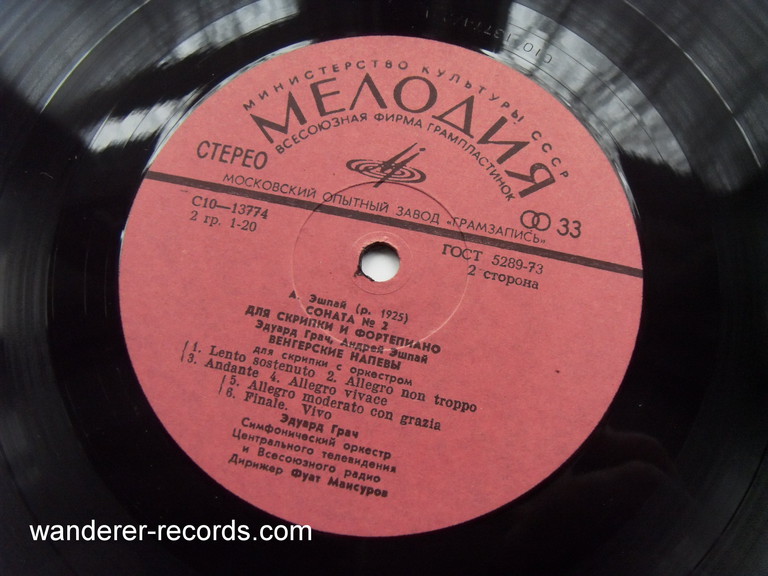 МИНИСТЕРСТВО КУЛЬТУРЫ СССР
МЕЛОДИЯ
ВСЕСОЮЗНАЯ ФИРМА ГРАМПЛАСТИНОК
СТЕРЕО
33
МОСКОВСКИЙ ОПЫТНЫЙ ЗАВОД «ГРАМЗАПИСЬ»
С10—13774
2 гр. 1-20
ГОСТ 5289-73
2 сторона
А. Эшпай (р. 1925)
СОНАТА № 2
ДЛЯ СКРИПКИ И ФОРТЕПИАНО
Эдуард Грач, Андрей Эшпай
ВЕНГЕРСКИЕ НАПЕВЫ
для скрипки с оркестром
1. Lento sostenuto 2. Allegro non troppo
3. Andante 4. Allegro vivace
5. Allegro moderato con grazia
6. Finale. Vivo
Эдуард Грач
Симфонический оркестр
Центрального телевидения
и Всесоюзного радио
Дирижер Фуат Мансуров
wanderer-records.com